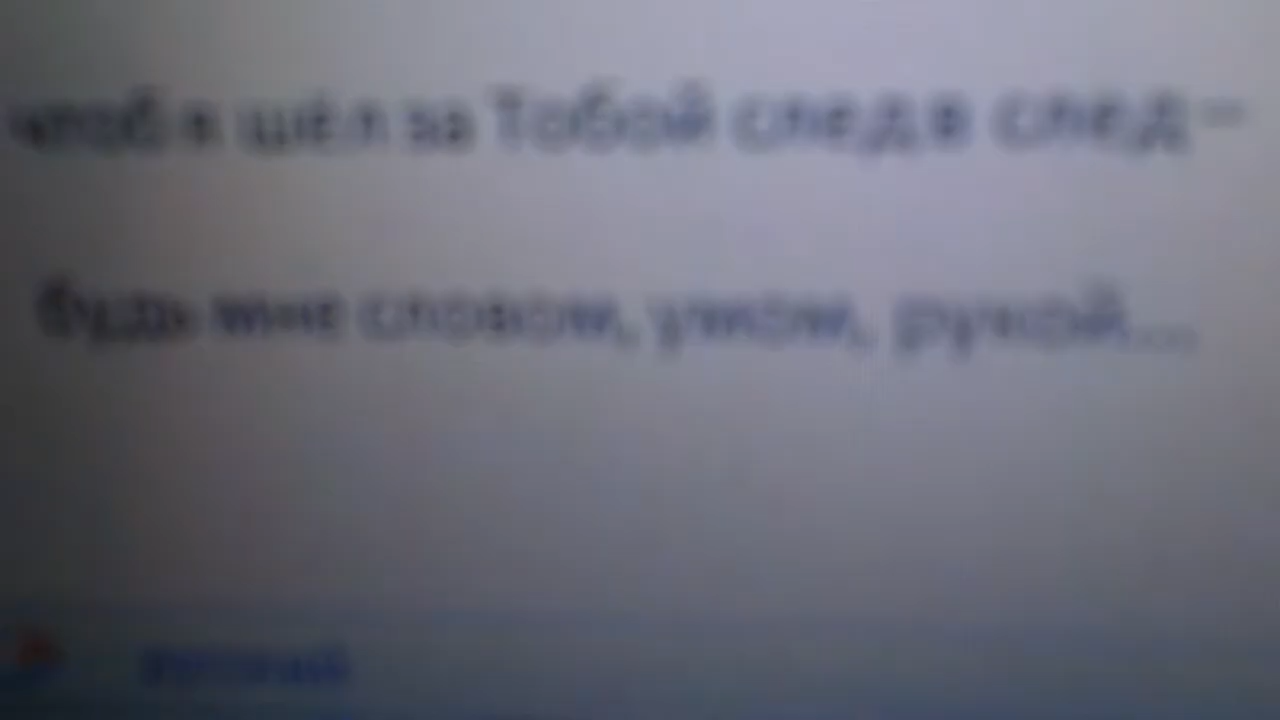 чтоб я шёл за Тобой след в след –
будь мне словом, умом, рукой...